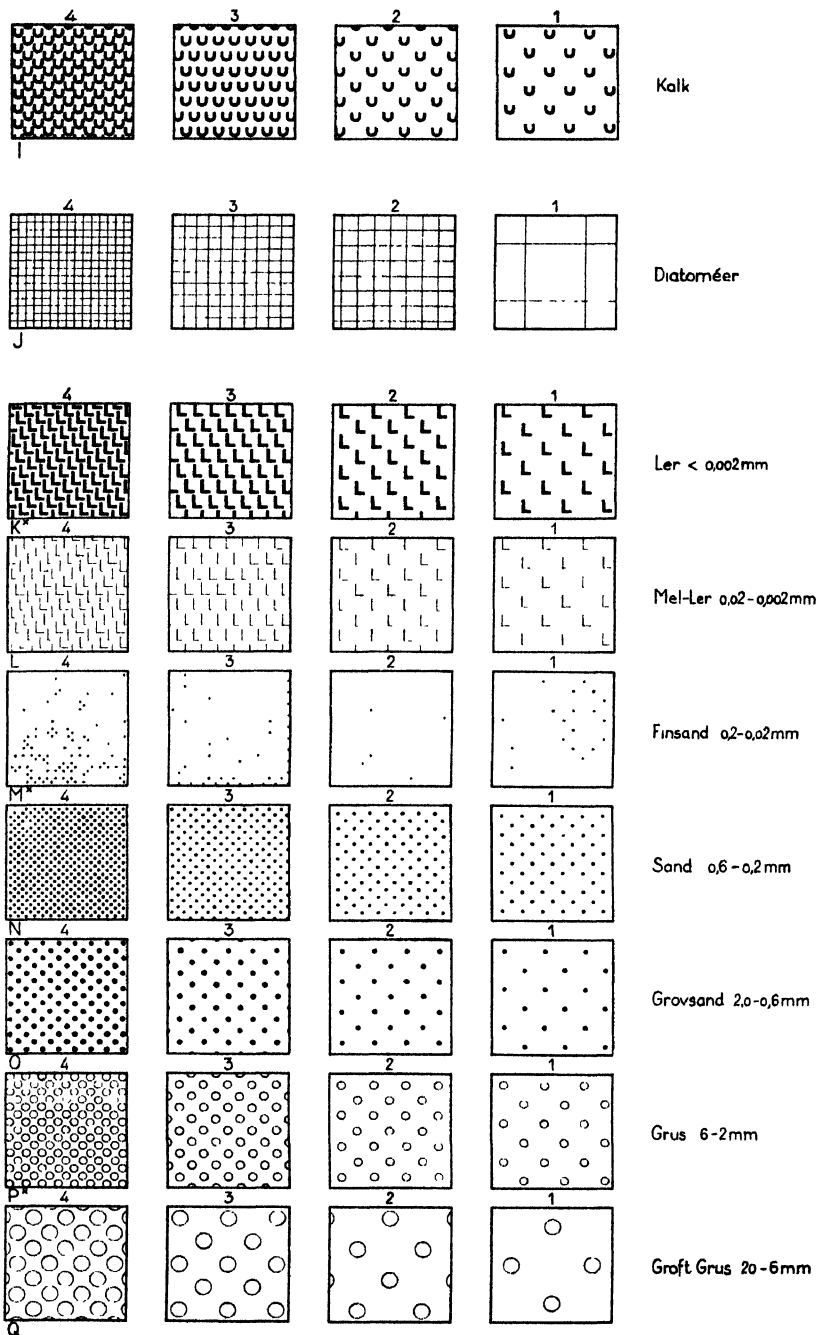 4 3 2 1
Kalk
I
4 3 2 1
Diatoméer
J
4 3 2 1
Ler < 0,002mm
K*
4 3 2 1
Mel-Ler 0,02-0,002mm
L
4 3 2 1
Finsand 0,2-0,02mm
M*
4 3 2 1
Sand 0,6-0,2mm
N
4 3 2 1
Grovsand 2,0-0,6mm
O
4 3 2 1
Grus 6-2mm
P*
4 3 2 1
Groft Grus 20-6mm
Q